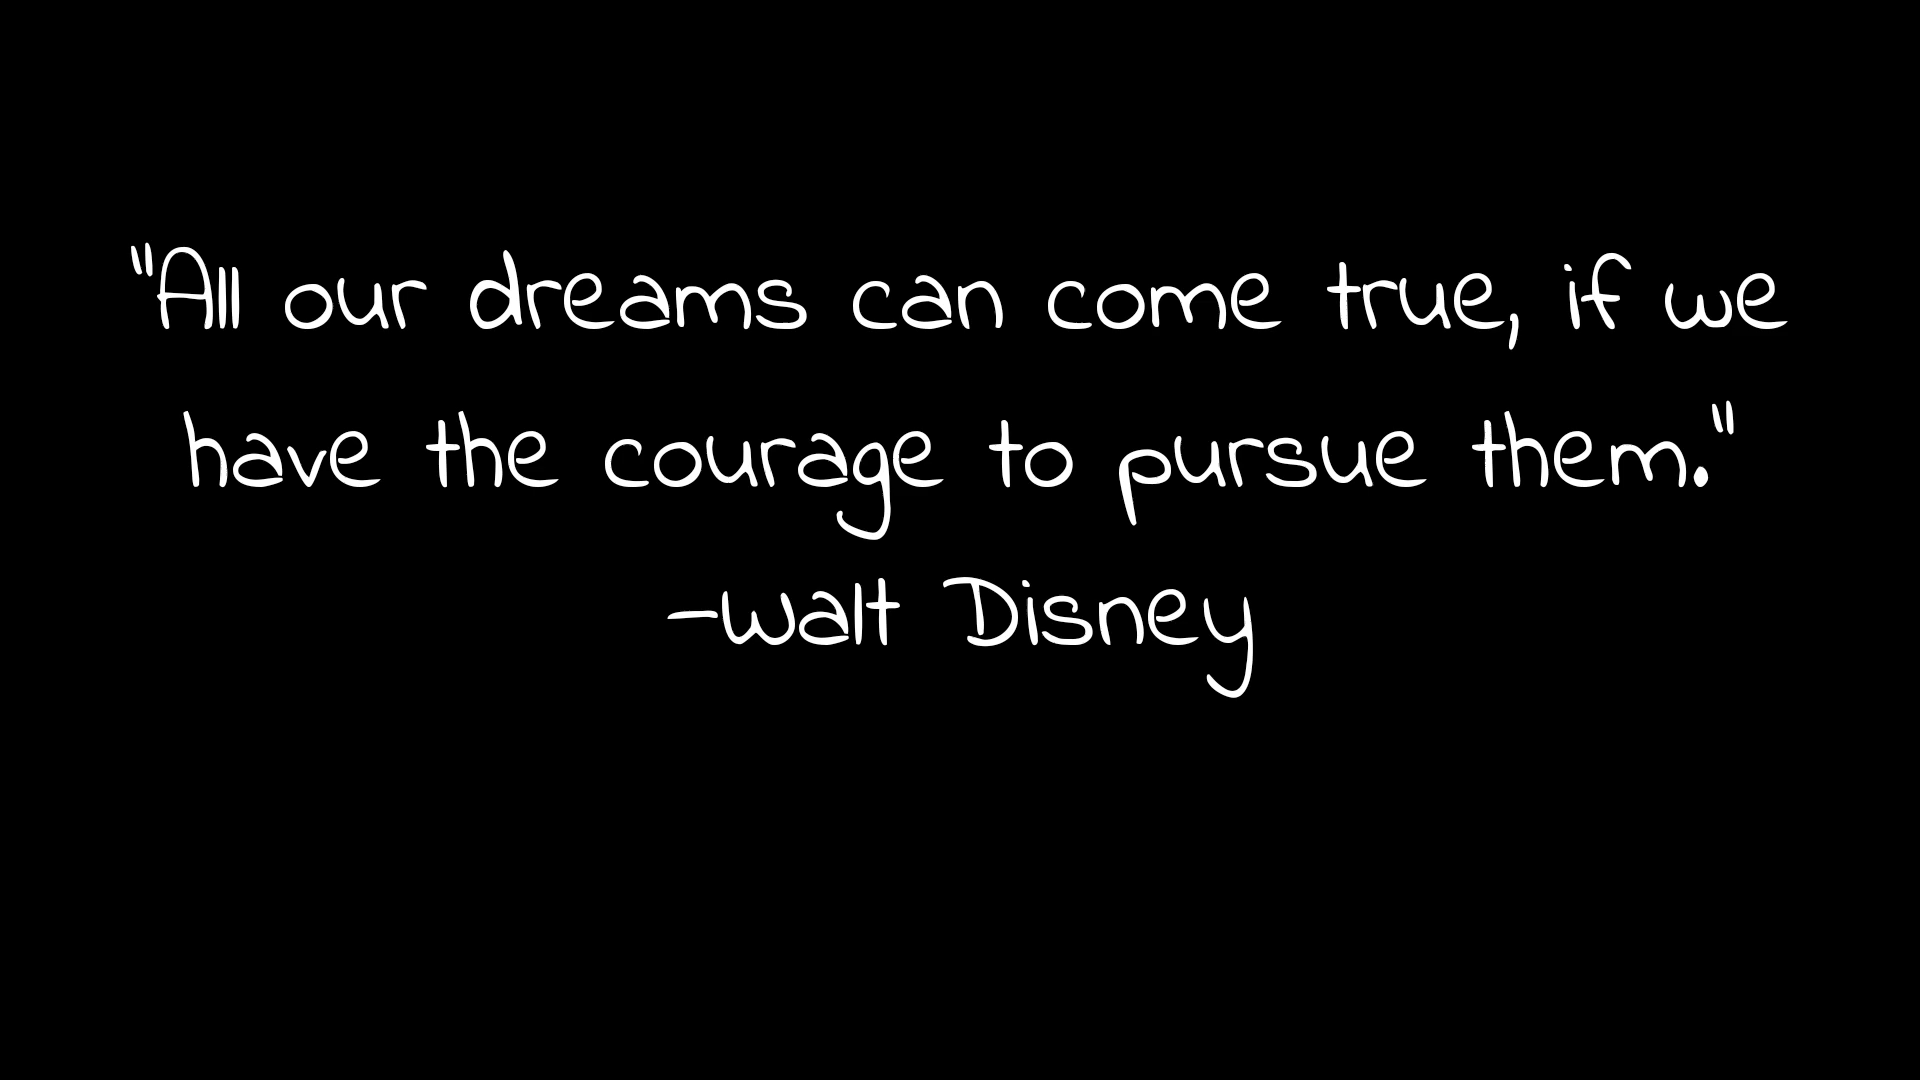 "All our dreams can come true, if we
have the courage to pursue them."
-Walt Disney